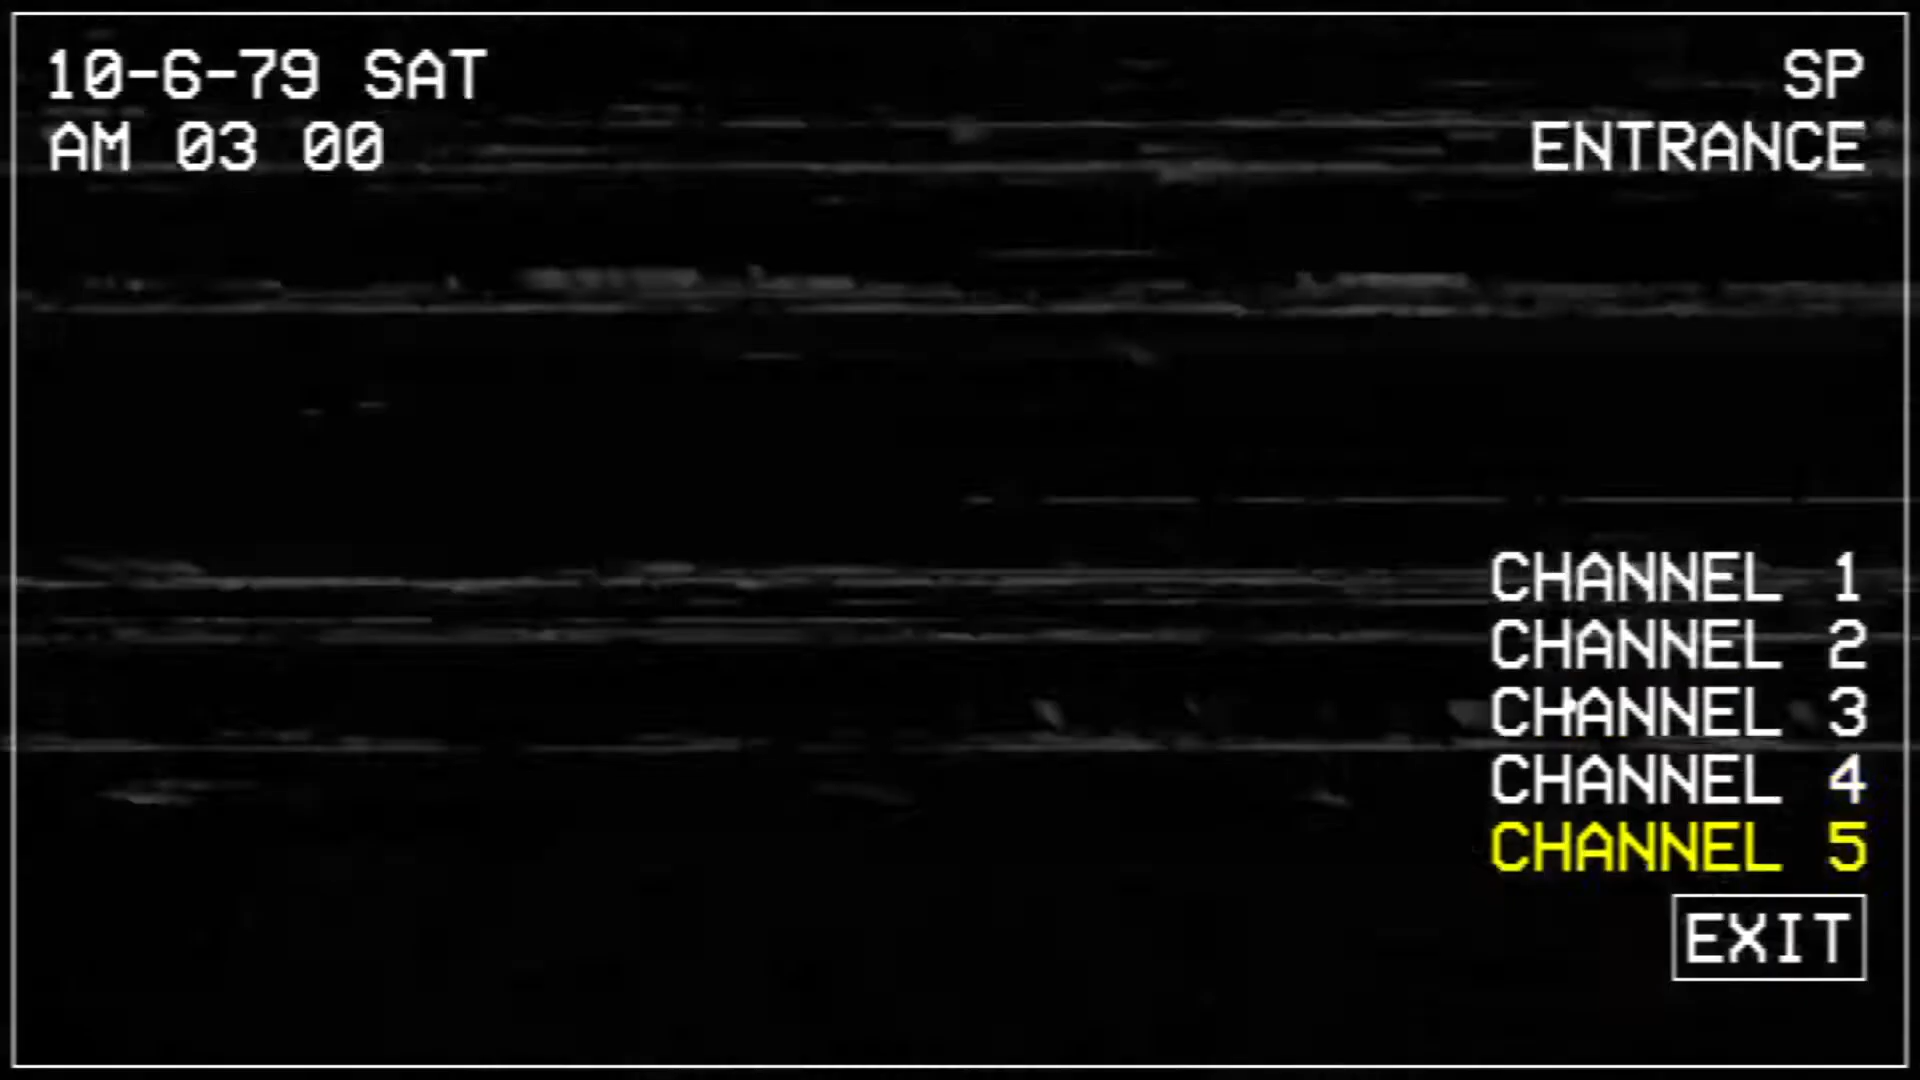 10-6-79 SAT
AM 03 00
SP
ENTRANCE
CHANNEL 1
CHANNEL 2
CHANNEL 3
CHANNEL 4
CHANNEL 5
EXIT